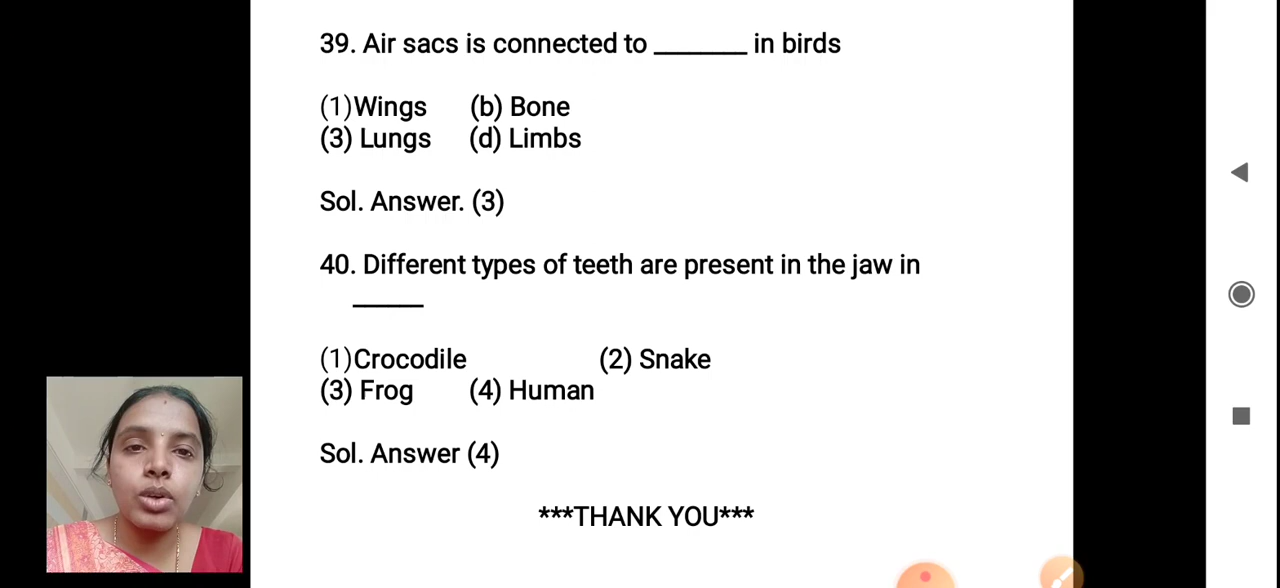 39. Air sacs is connected to _______ in birds
(1)Wings (b) Bone
(3) Lungs (d) Limbs
Sol. Answer. (3)
40. Different types of teeth are present in the jaw in
_____
(1)Crocodile (2) Snake
(3) Frog (4) Human
Sol. Answer (4)
***THANK YOU***